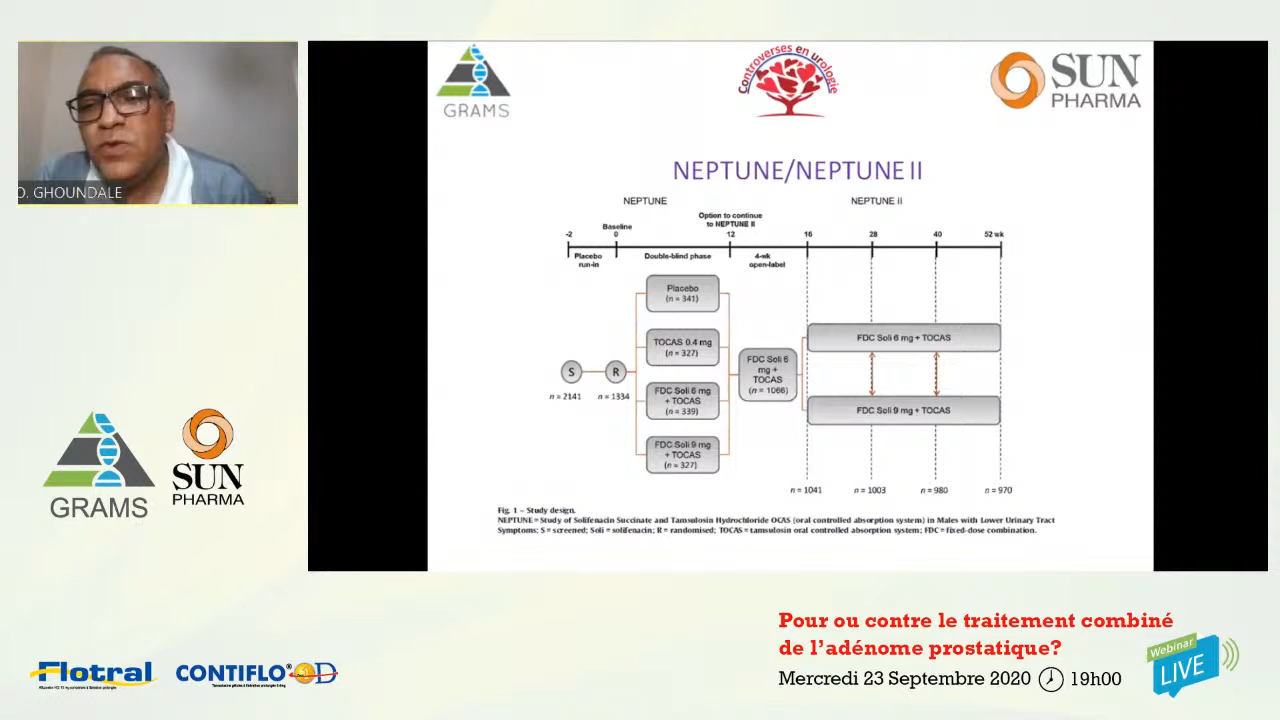 O. GHOUNDALE
GRAMS
Controverses en urologie
SUN
PHARMA
NEPTUNE/NEPTUNE II
NEPTUNE
NEPTUNE II
Option to continue
to NEPTUNE II
Baseline
-2
0
12
16
28
40
52 wk
Placebo
run-in
Double-blind phase
4-wk
open-label
Placebo
(n = 341)
TOCAS 0.4 mg
(n = 327)
FDC Soli 6 mg
+ TOCAS
(n = 339)
FDC Soli 9 mg
+ TOCAS
(n = 327)
S
R
n = 2141
n = 1334
FDC Soli 6
mg +
TOCAS
(n = 1066)
FDC Soli 6 mg + TOCAS
FDC Soli 9 mg + TOCAS
n = 1041
n = 1003
n = 980
n = 970
Fig. 1 – Study design.
NEPTUNE = Study of Solifenacin Succinate and Tamsulosin Hydrochloride OCAS (oral controlled absorption system) in Males with Lower Urinary Tract
Symptoms; S = screened; Soli = solifenacin; R = randomised; TOCAS = tamsulosin oral controlled absorption system; FDC = fixed-dose combination.
GRAMS
SUN
PHARMA
Flotral
CONTIFLO® OD
Pour ou contre le traitement combiné
de l'adénome prostatique?
Mercredi 23 Septembre 2020
19h00
Webinar
LIVE